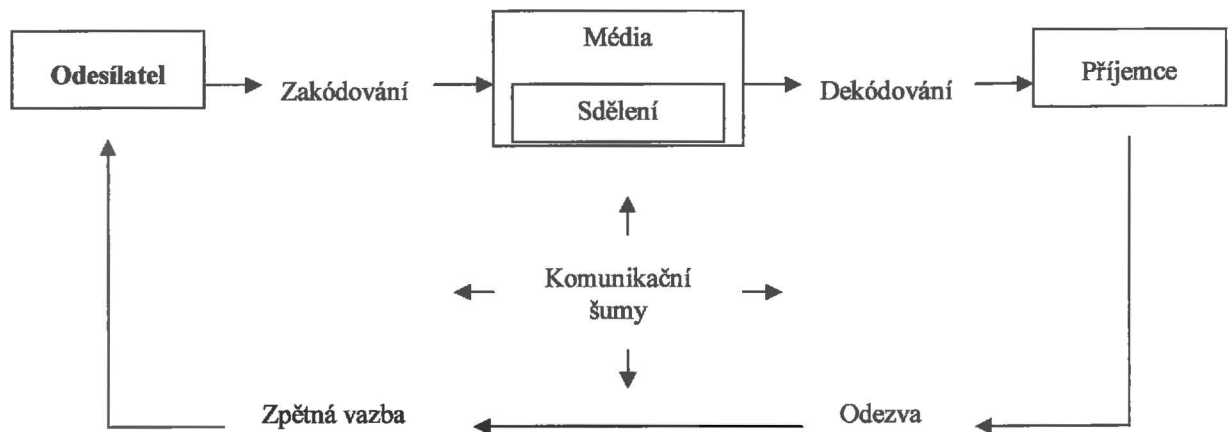 Odesílatel
Zakódování
Média
Sdělení
Dekódování
Příjemce
Komunikační
šumy
Zpětná vazba
Odezva